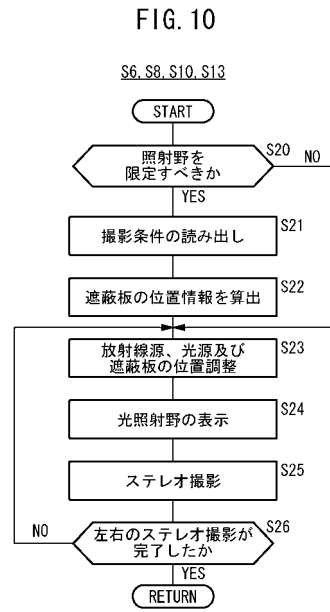 FIG. 10
S6, S8, S10, S13
START
照射野を
限定すべきか
S20
NO
YES
撮影条件の読み出し
S21
遮蔽板の位置情報を算出
S22
放射線源、光源及び
遮蔽板の位置調整
S23
光照射野の表示
S24
ステレオ撮影
S25
左右のステレオ撮影が
完了したか
S26
NO
YES
RETURN